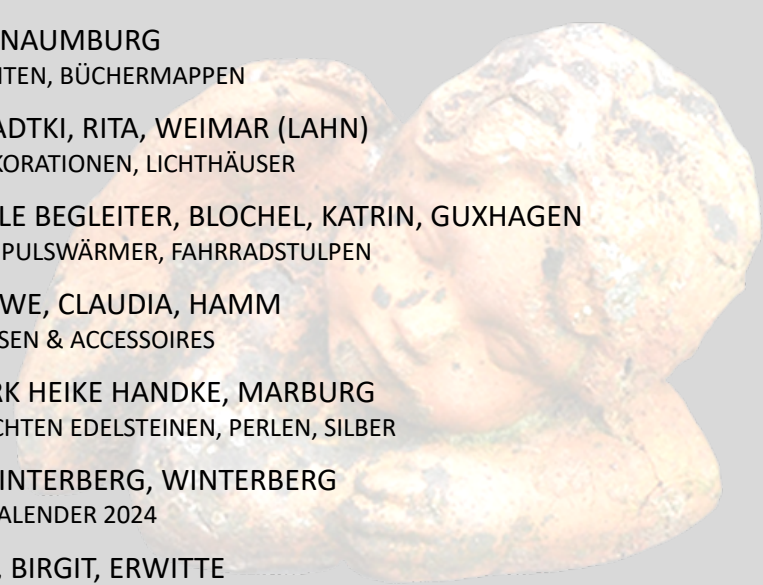 NAUMBURG
ITEN, BÜCHERMAPPEN
ADTKI, RITA, WEIMAR (LAHN)
KORATIONEN, LICHTHÄUSER
LE BEGLEITER, BLOCHEL, KATRIN, GUXHAGEN
PULSWÄRMER, FAHRRADSTULPEN
WE, CLAUDIA, HAMM
SEN & ACCESSOIRES
RK HEIKE HANDKE, MARBURG
CHTEN EDELSTEINEN, PERLEN, SILBER
INTERBERG, WINTERBERG
ALENDER 2024
, BIRGIT, ERWITTE